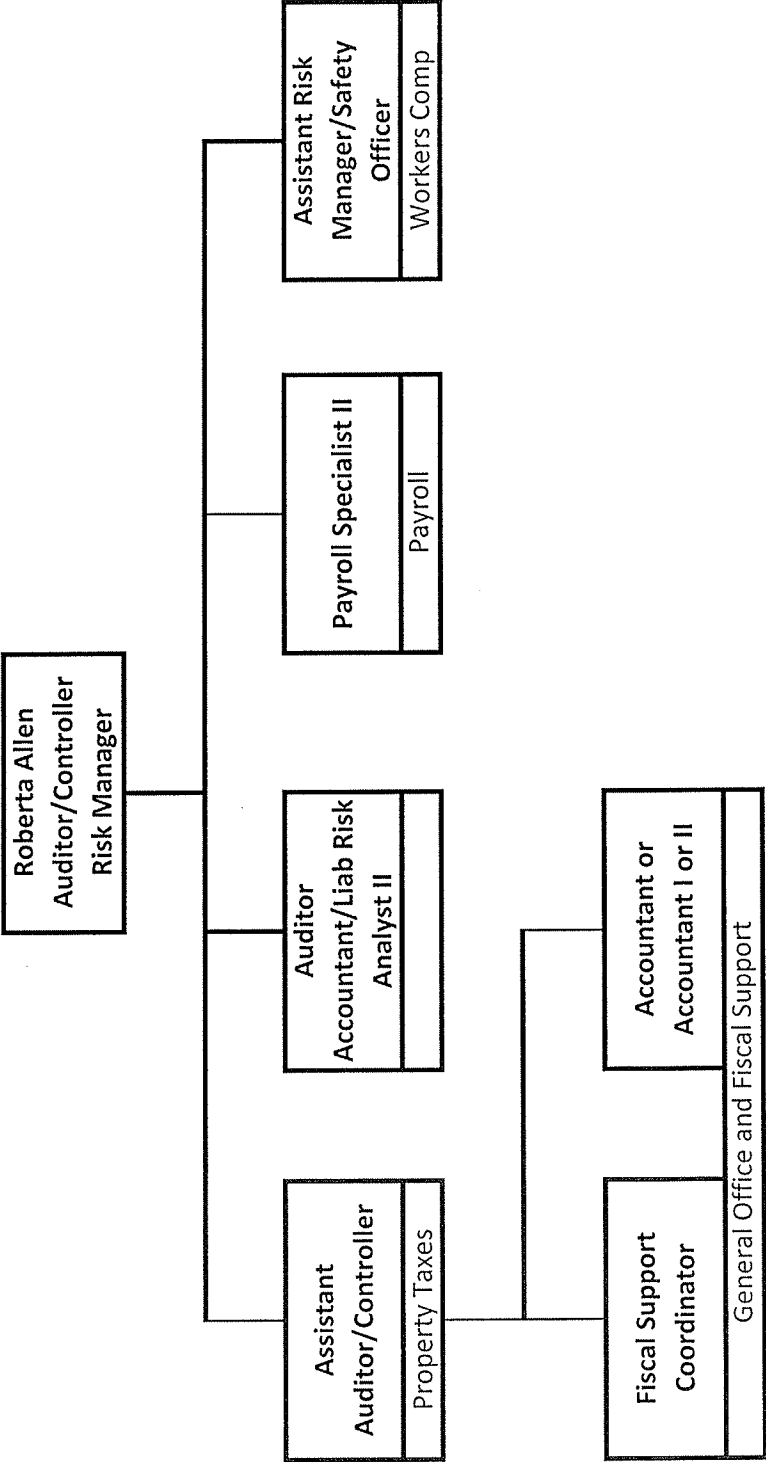 Roberta Allen
Auditor/Controller
Risk Manager
Assistant
Auditor/Controller
Property Taxes
Auditor
Accountant/Liab Risk
Analyst II
Payroll Specialist II
Payroll
Assistant Risk
Manager/Safety
Officer
Workers Comp
Fiscal Support
Coordinator
Accountant or
Accountant I or II
General Office and Fiscal Support